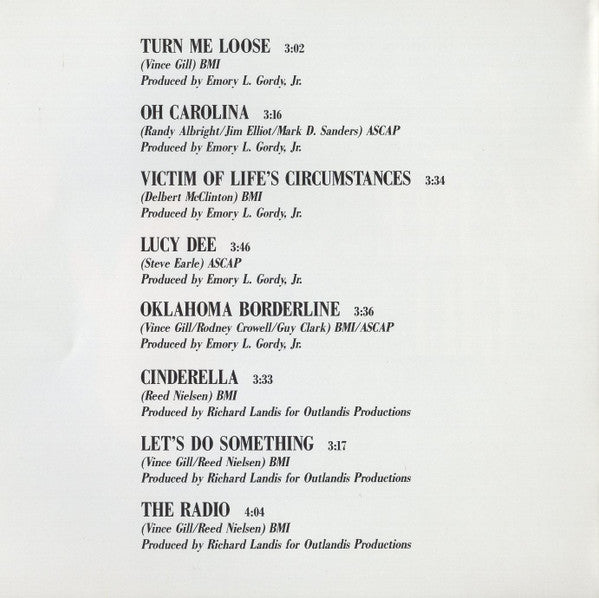 TURN ME LOOSE 3:02
(Vince Gill) BMI
Produced by Emory L. Gordy, Jr.
OH CAROLINA 3:16
(Randy Albright/Jim Elliot/Mark D. Sanders) ASCAP
Produced by Emory L. Gordy, Jr.
VICTIM OF LIFE'S CIRCUMSTANCES 3:34
(Delbert McClinton) BMI
Produced by Emory L. Gordy, Jr.
LUCY DEE 3:46
(Steve Earle) ASCAP
Produced by Emory L. Gordy, Jr.
OKLAHOMA BORDERLINE 3:36
(Vince Gill/Rodney Crowell/Guy Clark) BMI/ASCAP
Produced by Emory L. Gordy, Jr.
CINDERELLA 3:33
(Reed Nielsen) BMI
Produced by Richard Landis for Outlandis Productions
LET'S DO SOMETHING 3:17
(Vince Gill/Reed Nielsen) BMI
Produced by Richard Landis for Outlandis Productions
THE RADIO 4:04
(Vince Gill/Reed Nielsen) BMI
Produced by Richard Landis for Outlandis Productions